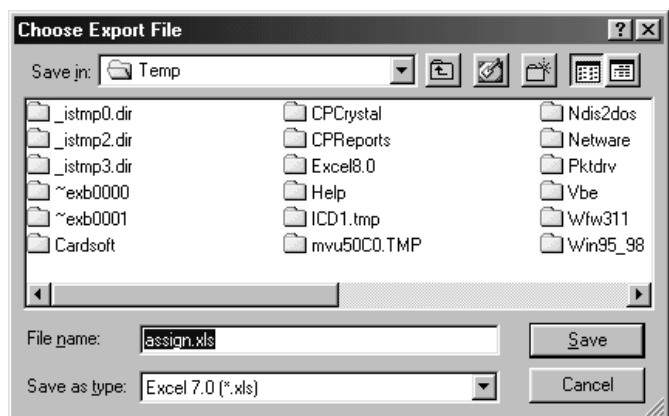 Choose Export File
Save in: Temp
_istmp0.dir CPCrystal Ndis2dos
_istmp2.dir CPReports Netware
_istmp3.dir Excel8.0 Pktdrv
~exb0000 Help Vbe
~exb0001 ICD1.tmp Wfw311
Cardsoft mvu50C0.TMP Win95_98
File name: assign.xls Save
Save as type: Excel 7.0 (*.xls) Cancel